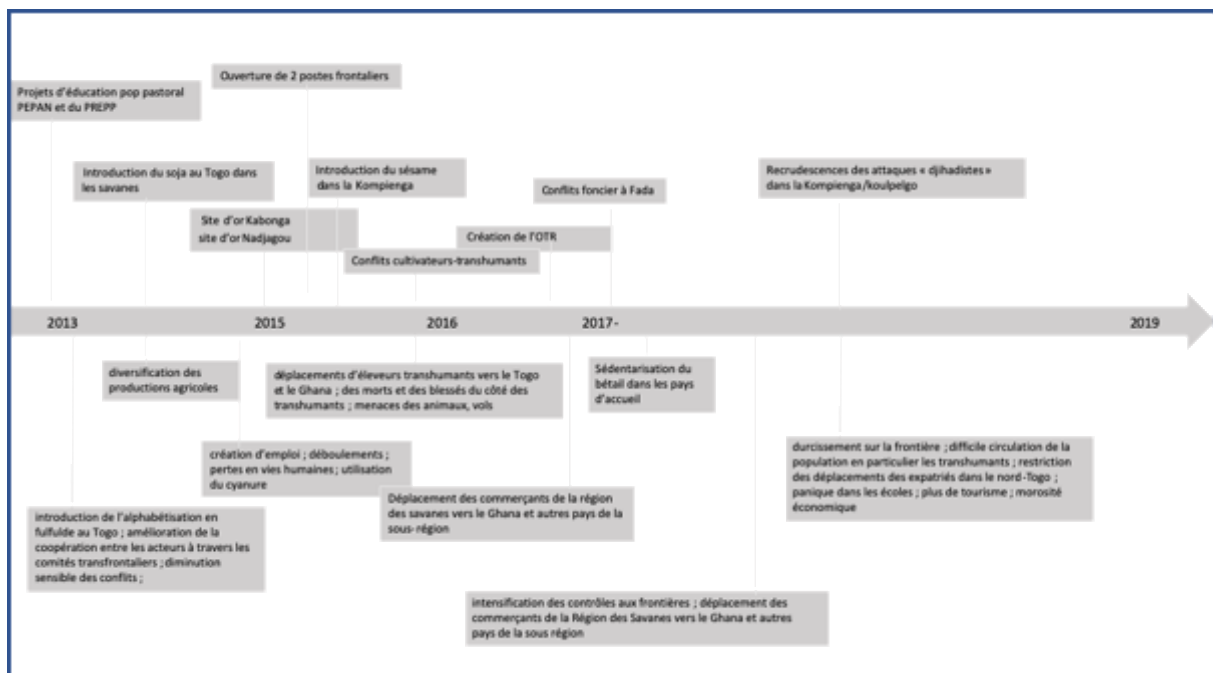 Ouverture de 2 postes frontaliers
Projets d'éducation pop pastoral
PEPAN et du PREPP
Introduction du soja au Togo dans
les savanes
Introduction du sésame
dans la Kompienga
Recrudescences des attaques « djihadistes »
dans la Kompienga/koulpelgo
Conflits foncier à Fada
Site d'or Kabonga
site d'or Nadjagou
Création de l'OTR
Conflits cultivateurs-transhumants
2013
2015
2016
2017-
2019
diversification des
productions agricoles
déplacements d'éleveurs transhumants vers le Togo
et le Ghana ; des morts et des blessés du côté des
transhumants ; menaces des animaux, vols
Sédentarisation du
bétail dans les pays
d'accueil
création d'emploi ; déboulements ;
pertes en vies humaines ; utilisation
du cyanure
durcissement sur la frontière ; difficile circulation de la
population en particulier les transhumants ; restriction
des déplacements des expatriés dans le nord-Togo ;
panique dans les écoles ; plus de tourisme ; morosité
économique
Déplacement des commerçants de la région
des savanes vers le Ghana et autres pays de la
sous-région
introduction de l'alphabétisation en
fulfulde au Togo ; amélioration de la
coopération entre les acteurs à travers les
comités transfrontaliers ; diminution
sensible des conflits ;
intensification des contrôles aux frontières ; déplacement des
commerçants de la Région des Savanes vers le Ghana et autres
pays de la sous région